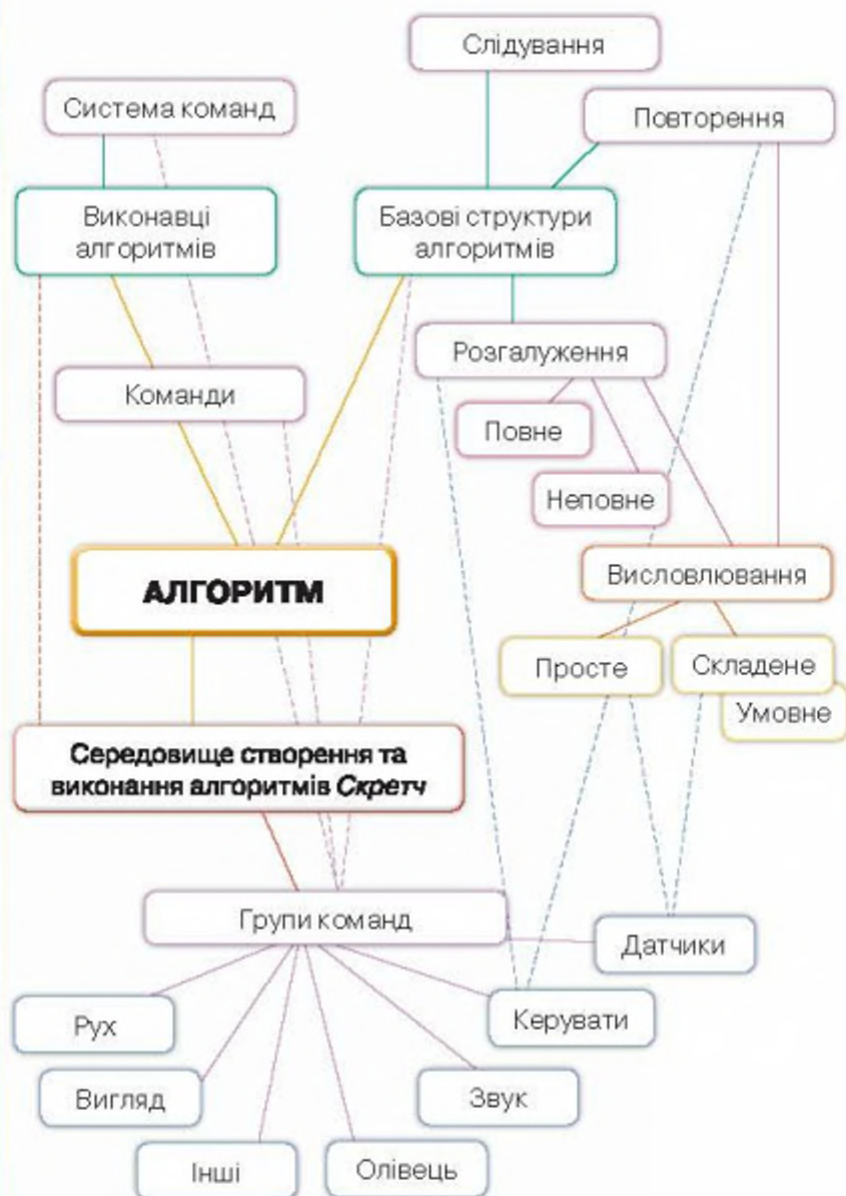 Слідування
Система команд
Повторення
Виконавці
алгоритмів
Базові структури
алгоритмів
Розгалуження
Команди
Повне
Неповне
АЛГОРИТМ
Висловлювання
Просте
Складене
Умовне
Середовище створення та
виконання алгоритмів Скретч
Групи команд
Датчики
Рух
Керувати
Вигляд
Звук
Інші
Олівець